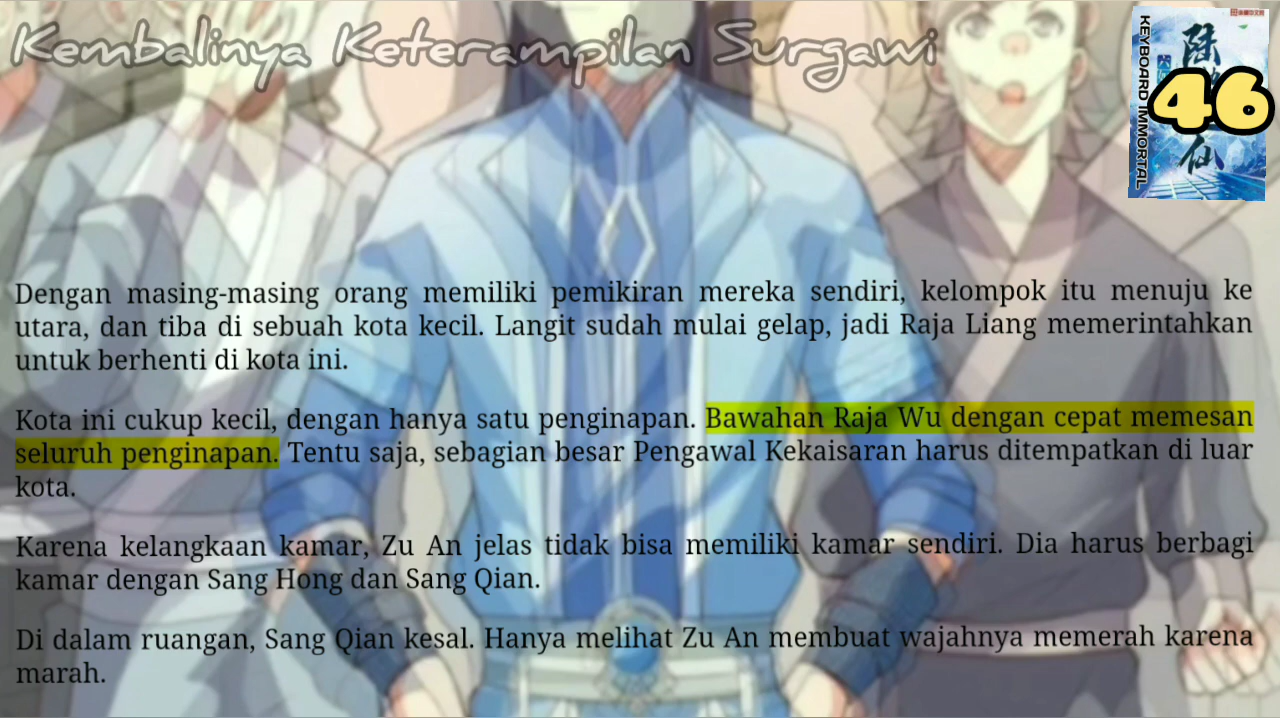 Kembalinya Keterampilan Surgawi
KEYBOARD IMMORTAL
46
Dengan masing-masing orang memiliki pemikiran mereka sendiri, kelompok itu menuju ke
utara, dan tiba di sebuah kota kecil. Langit sudah mulai gelap, jadi Raja Liang memerintahkan
untuk berhenti di kota ini.
Kota ini cukup kecil, dengan hanya satu penginapan. Bawahan Raja Wu dengan cepat memesan
seluruh penginapan. Tentu saja, sebagian besar Pengawal Kekaisaran harus ditempatkan di luar
kota.
Karena kelangkaan kamar, Zu An jelas tidak bisa memiliki kamar sendiri. Dia harus berbagi
kamar dengan Sang Hong dan Sang Qian.
Di dalam ruangan, Sang Qian kesal. Hanya melihat Zu An membuat wajahnya memerah karena
marah.